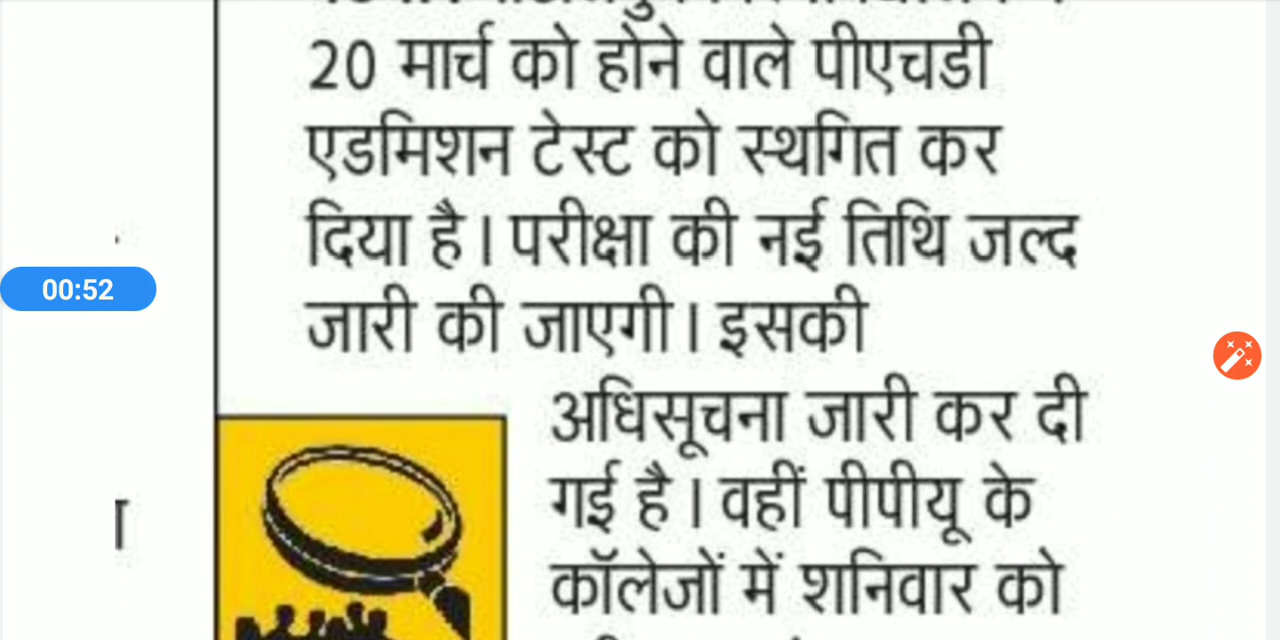 20 मार्च को होने वाले पीएचडी
एडमिशन टेस्ट को स्थगित कर
दिया है। परीक्षा की नई तिथि जल्द
जारी की जाएगी। इसकी
अधिसूचना जारी कर दी
गई है। वहीं पीपीयू के
कॉलेजों में शनिवार को
00:52